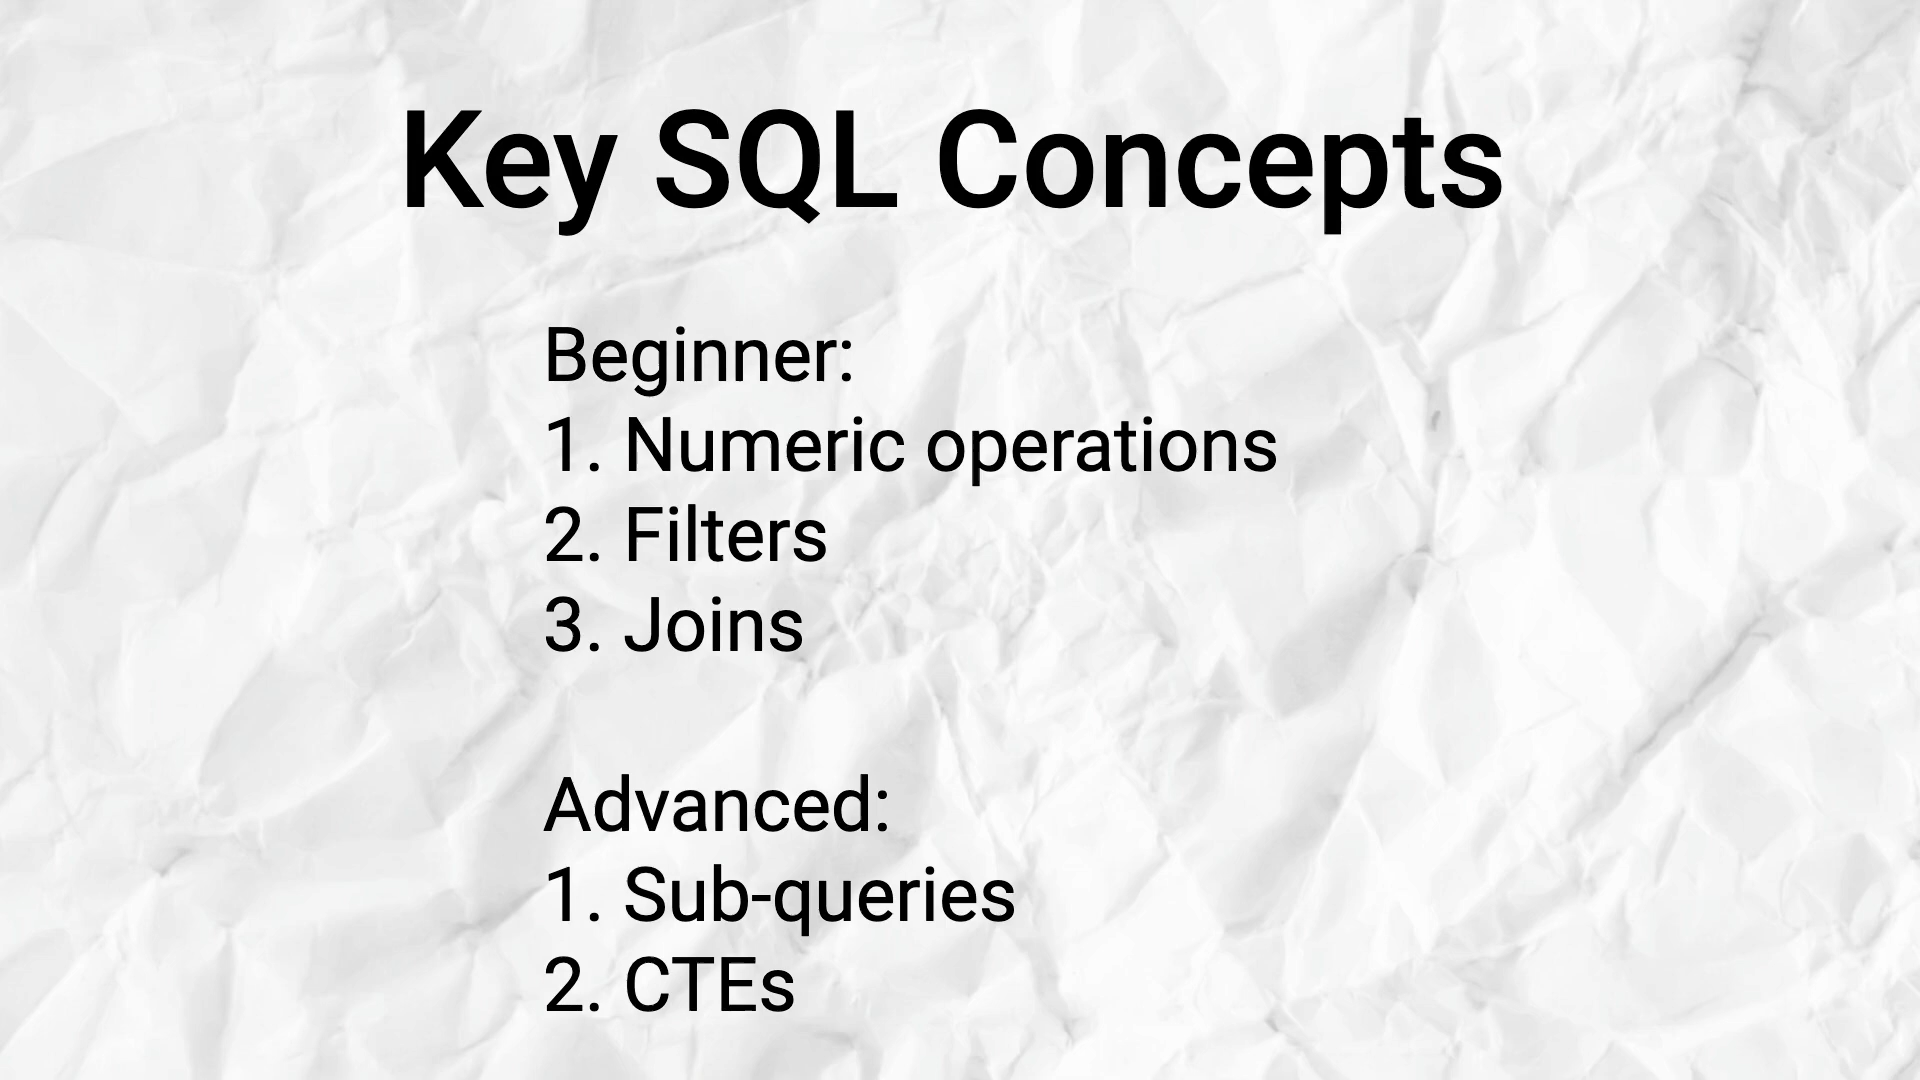 Key SQL Concepts
Beginner:
1. Numeric operations
2. Filters
3. Joins
Advanced:
1. Sub-queries
2. CTEs